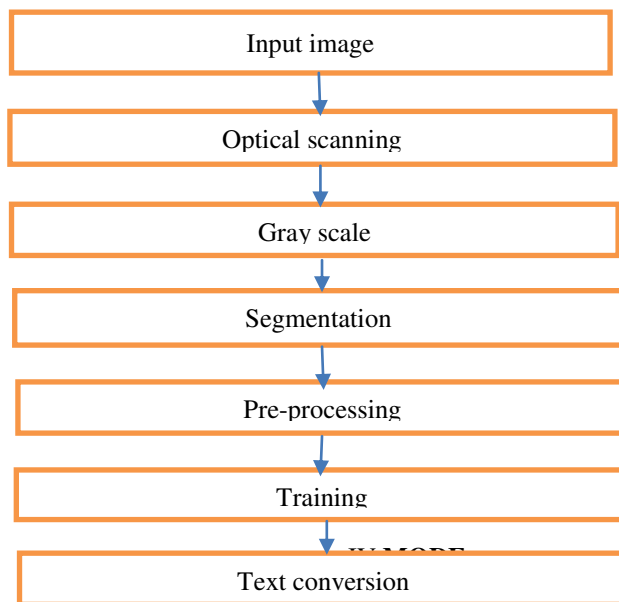 Input image
Optical scanning
Gray scale
Segmentation
Pre-processing
Training
Text conversion